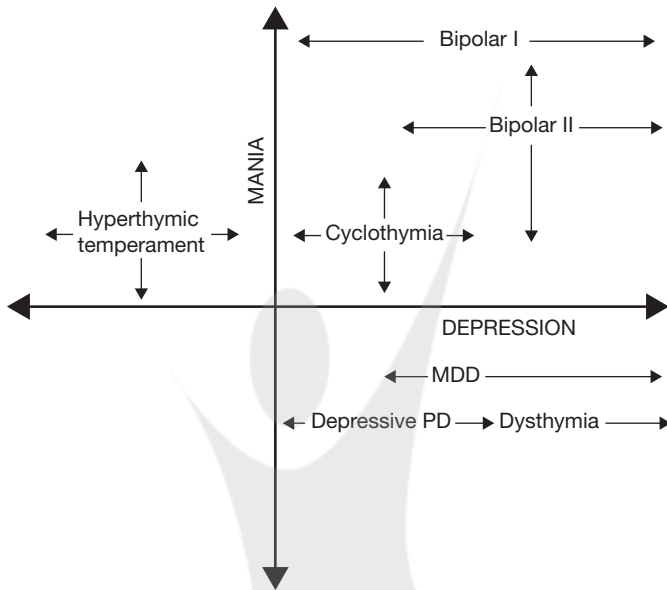 Bipolar I
MANIA
Bipolar II
Hyperthymic
temperament
Cyclothymia
DEPRESSION
MDD
Depressive PD
Dysthymia